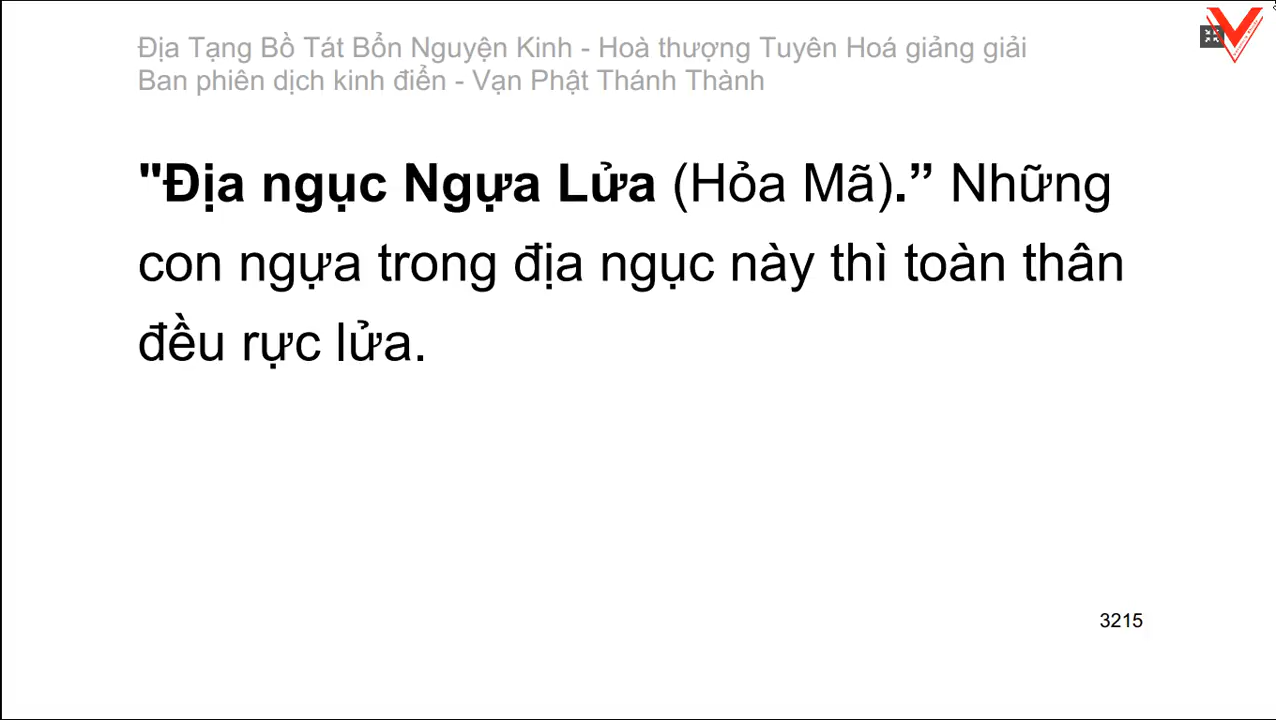 Địa Tạng Bồ Tát Bổn Nguyện Kinh - Hoà thượng Tuyên Hoá giảng giải
Ban phiên dịch kinh điển - Vạn Phật Thánh Thành
"Địa ngục Ngựa Lửa (Hỏa Mã).” Những
con ngựa trong địa ngục này thì toàn thân
đều rực lửa.
3215